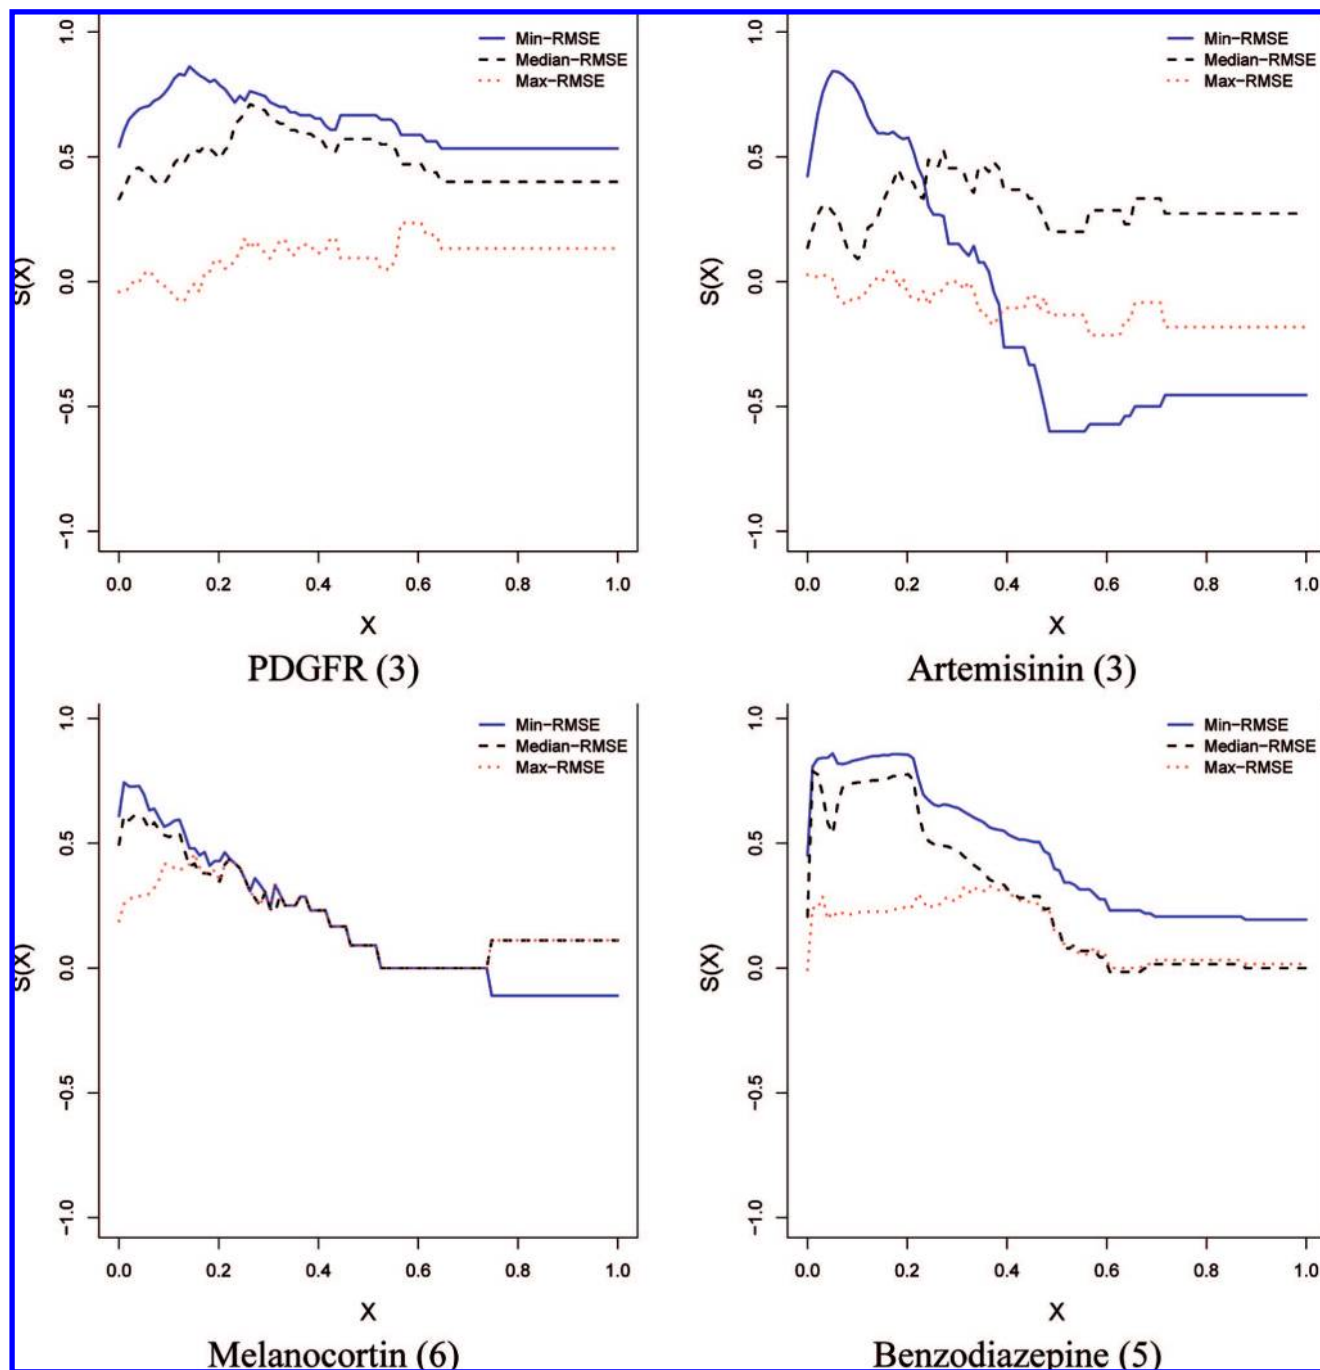 Min-RMSE
Median-RMSE
Max-RMSE
S(X)
1.0
0.5
0.0
-0.5
-1.0
0.0 0.2 0.4 0.6 0.8 1.0
X
PDGFR (3)
Min-RMSE
Median-RMSE
Max-RMSE
S(X)
1.0
0.5
0.0
-0.5
-1.0
0.0 0.2 0.4 0.6 0.8 1.0
X
Artemisinin (3)
Min-RMSE
Median-RMSE
Max-RMSE
S(X)
1.0
0.5
0.0
-0.5
-1.0
0.0 0.2 0.4 0.6 0.8 1.0
X
Melanocortin (6)
Min-RMSE
Median-RMSE
Max-RMSE
S(X)
1.0
0.5
0.0
-0.5
-1.0
0.0 0.2 0.4 0.6 0.8 1.0
X
Benzodiazepine (5)